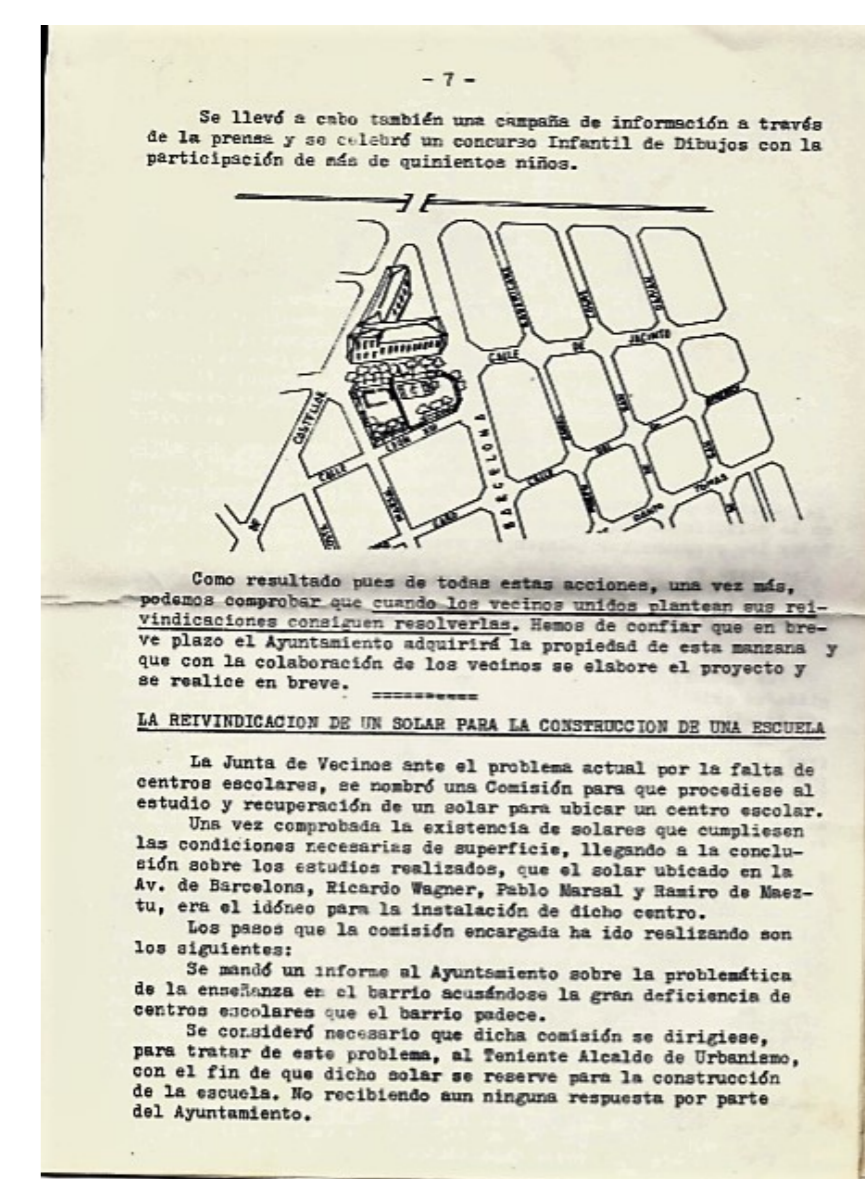 - 7 -
Se llevó a cabo también una campaña de información a través
de la prensa y se celebró un concurso Infantil de Dibujos con la
participación de más de quinientos niños.
CALLE DE JACINTO
CASTELLAR
CALLE LEON XIII
BARCELONA
CALLE
TOMAS
DE
Como resultado pues de todas estas acciones, una vez más,
podemos comprobar que cuando los vecinos unidos plantean sus rei-
vindicaciones consiguen resolverlas. Hemos de confiar que en bre-
ve plazo el Ayuntamiento adquirirá la propiedad de esta manzana y
que con la colaboración de los vecinos se elabore el proyecto y
se realice en breve.
==========
LA REIVINDICACION DE UN SOLAR PARA LA CONSTRUCCION DE UNA ESCUELA
La Junta de Vecinos ante el problema actual por la falta de
centros escolares, se nombró una Comisión para que procediese al
estudio y recuperación de un solar para ubicar un centro escolar.
Una vez comprobada la existencia de solares que cumpliesen
las condiciones necesarias de superficie, llegando a la conclu-
sión sobre los estudios realizados, que el solar ubicado en la
Av. de Barcelona, Ricardo Wagner, Pablo Marsal y Ramiro de Maez-
tu, era el idóneo para la instalación de dicho centro.
Los pasos que la comisión encargada ha ido realizando son
los siguientes:
Se mandó un informe al Ayuntamiento sobre la problemática
de la enseñanza en el barrio acusándose la gran deficiencia de
centros escolares que el barrio padece.
Se consideró necesario que dicha comisión se dirigiese,
para tratar de este problema, al Teniente Alcalde de Urbanismo,
con el fin de que dicho solar se reserve para la construcción
de la escuela. No recibiendo aun ninguna respuesta por parte
del Ayuntamiento.